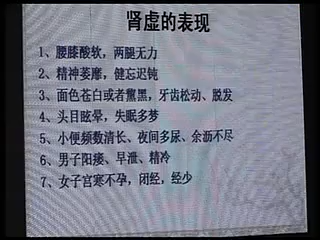 肾虚的表现
1、腰膝酸软，两腿无力
2、精神萎靡，健忘迟钝
3、面色苍白或者黧黑，牙齿松动、脱发
4、头目眩晕，失眠多梦
5、小便频数清长、夜间多尿、余沥不尽
6、男子阳痿、早泄、精冷
7、女子宫寒不孕，闭经，经少